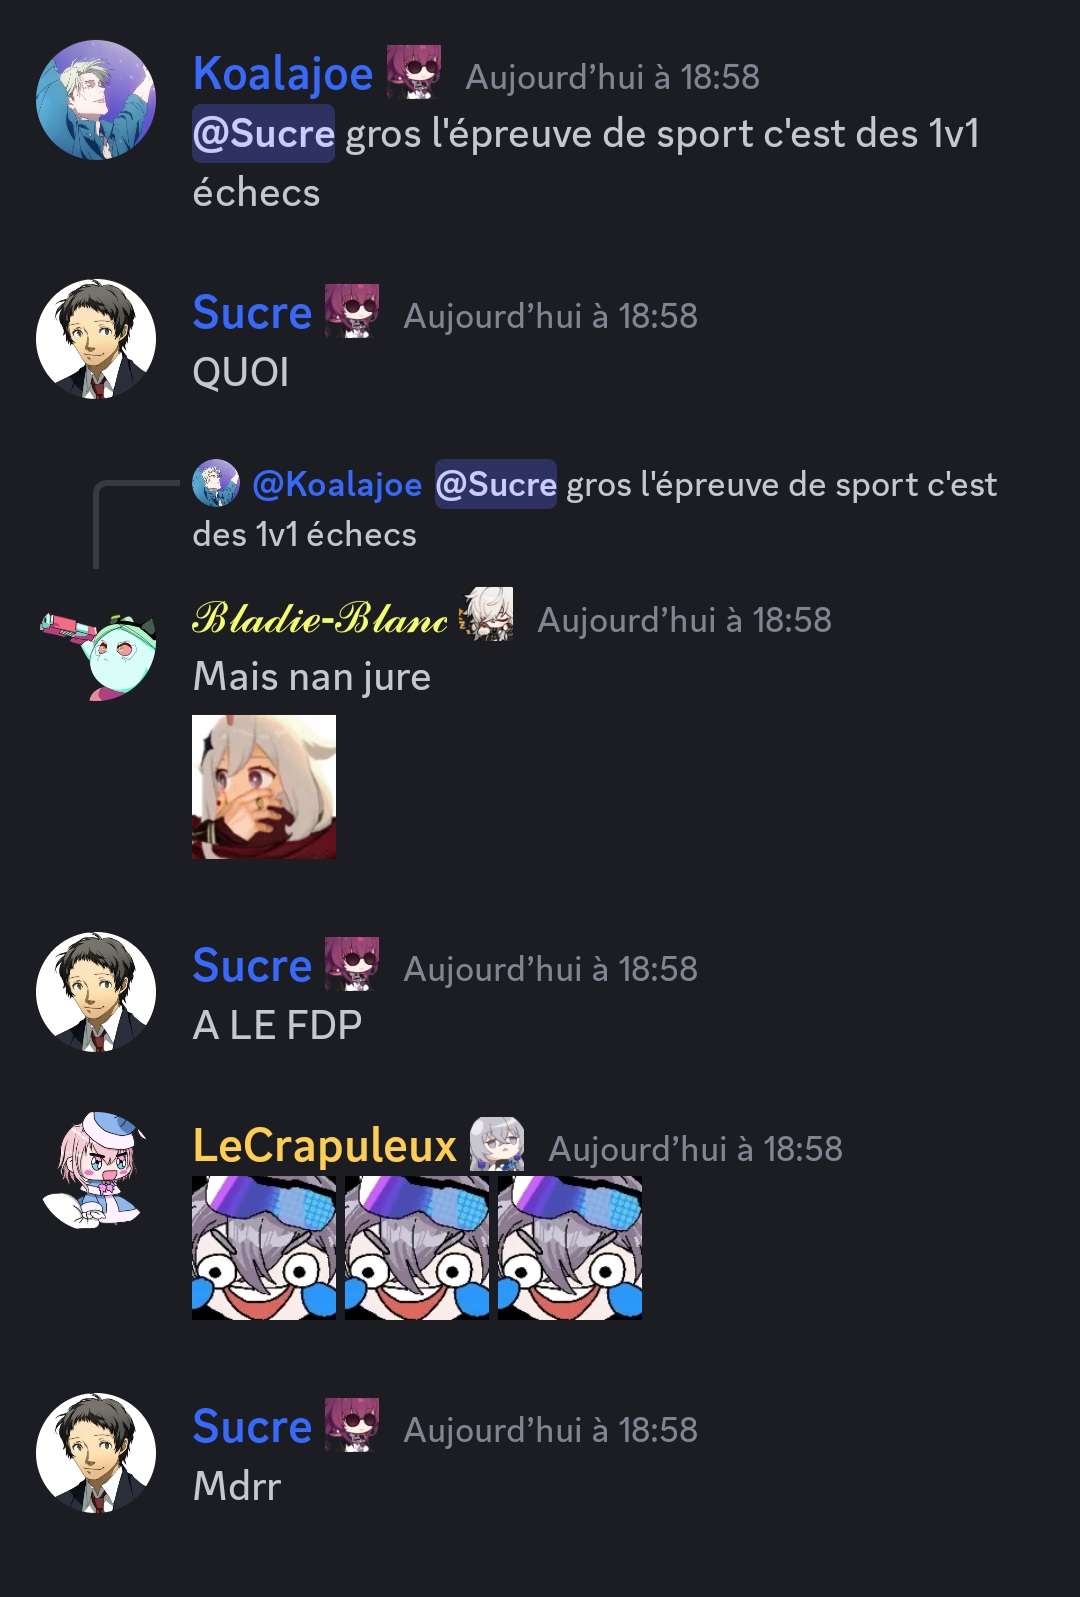 Koalajoe Aujourd’hui à 18:58
@Sucre gros l'épreuve de sport c'est des 1v1
échecs
Sucre Aujourd’hui à 18:58
QUOI
@Koalajoe @Sucre gros l'épreuve de sport c'est
des 1v1 échecs
ℬ𝓁𝒶𝒹𝒾ℯ-ℬ𝓁𝒶𝓃𝒸 Aujourd’hui à 18:58
Mais nan jure
Sucre Aujourd’hui à 18:58
A LE FDP
LeCrapuleux Aujourd’hui à 18:58
Sucre Aujourd’hui à 18:58
Mdrr